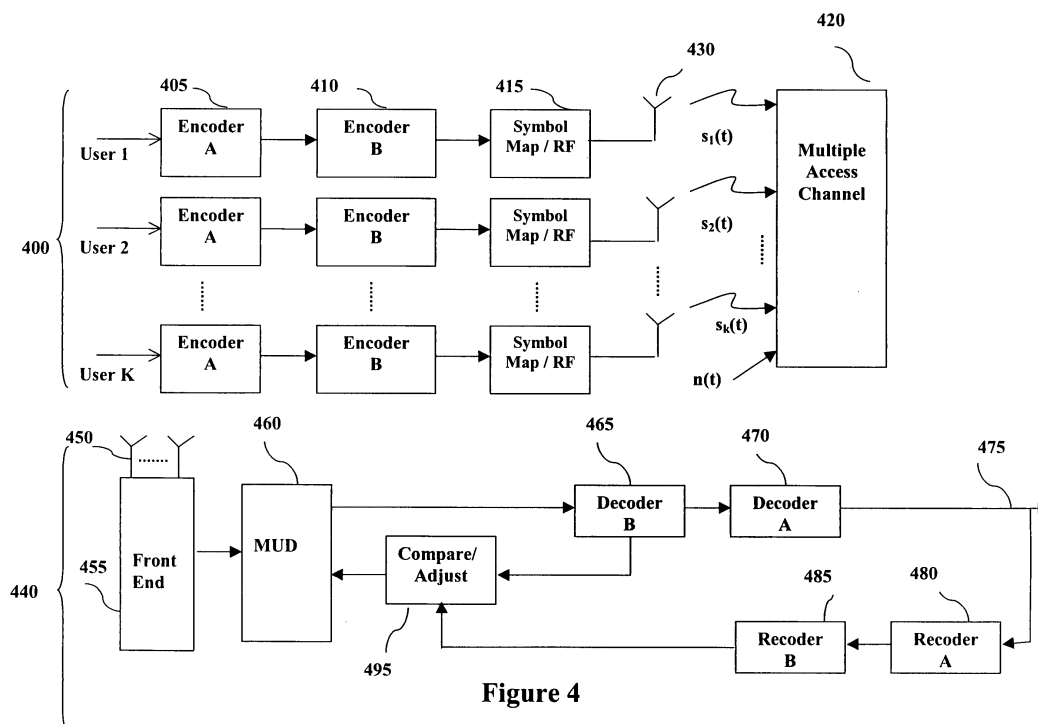 420
430
405
410
415
Encoder A
Encoder B
Symbol Map / RF
User 1
s1(t)
Multiple Access Channel
Encoder A
Encoder B
Symbol Map / RF
User 2
s2(t)
400
Encoder A
Encoder B
Symbol Map / RF
User K
sk(t)
n(t)
460
465
470
475
450
Decoder B
Decoder A
MUD
Front End
Compare/ Adjust
455
440
485
480
Recoder B
Recoder A
495
Figure 4